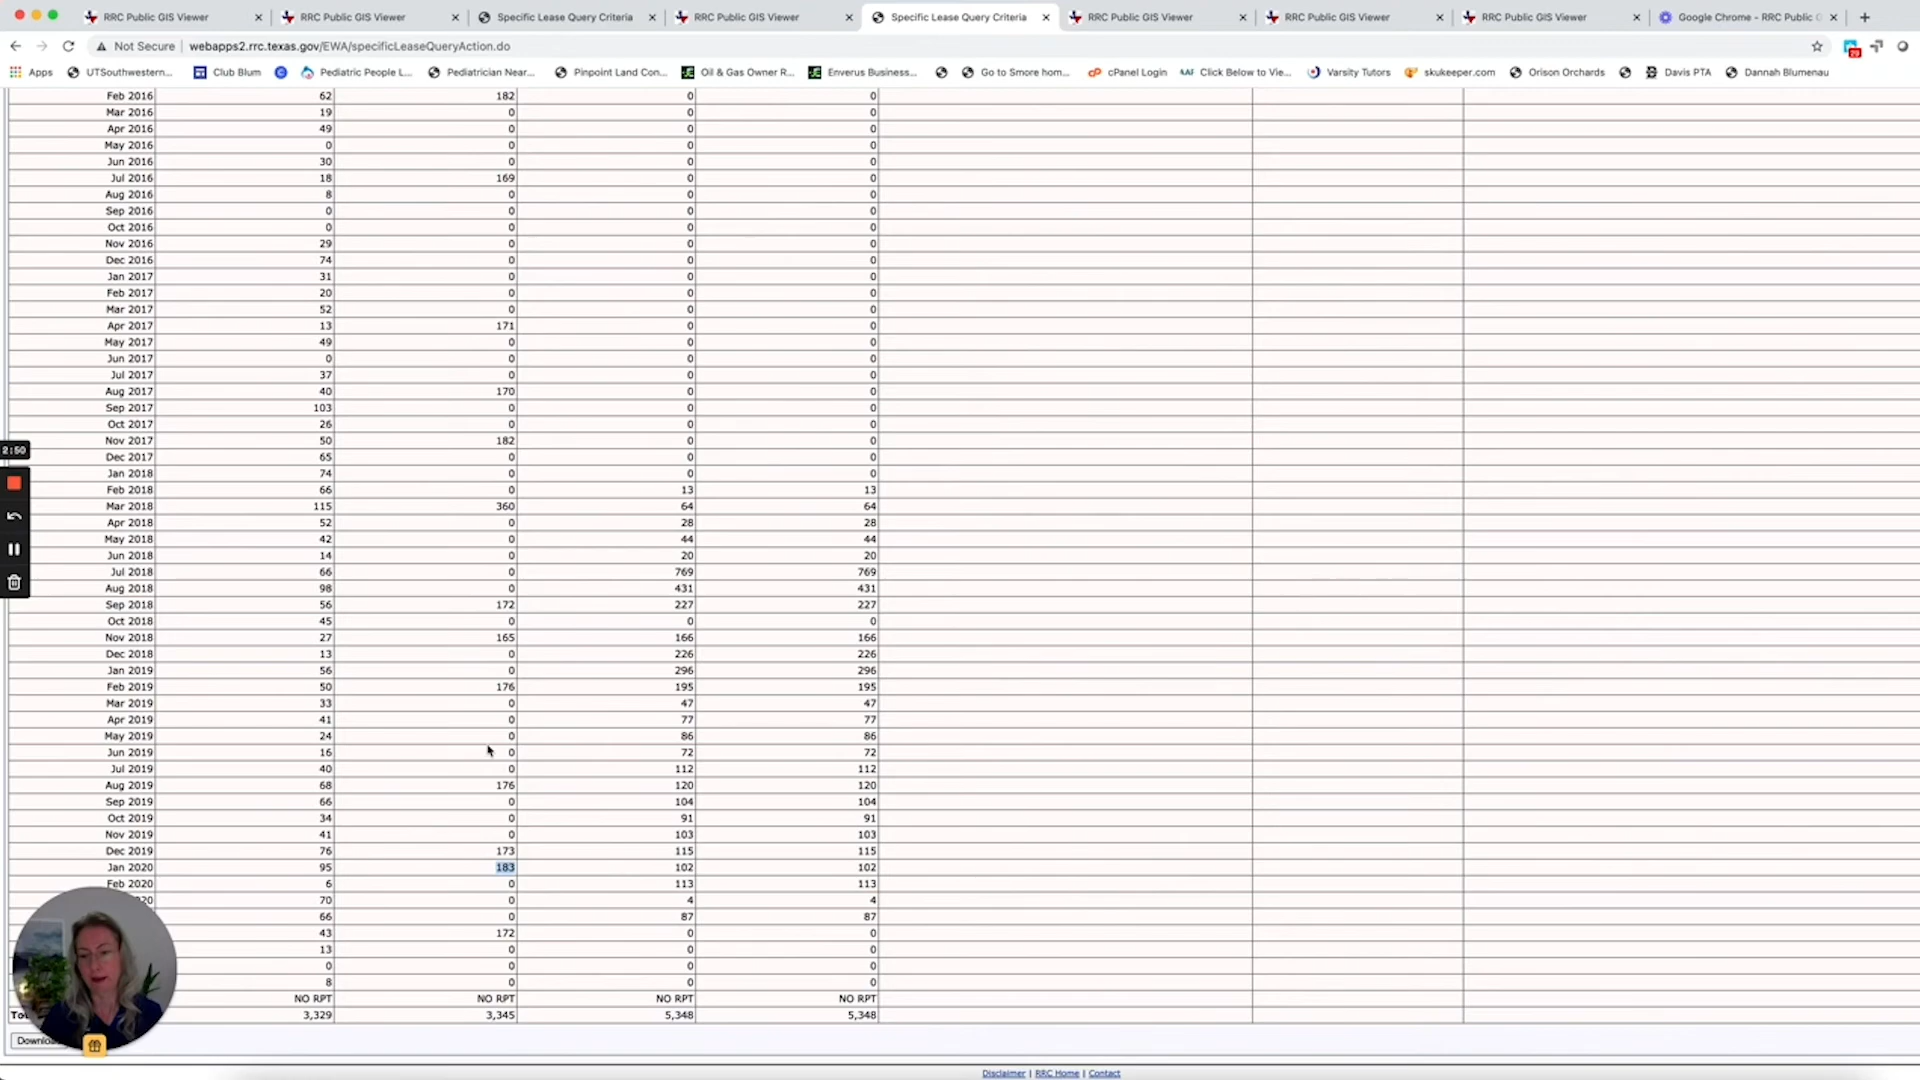 RRC Public GIS Viewer RRC Public GIS Viewer Specific Lease Query Criteria RRC Public GIS Viewer Specific Lease Query Criteria RRC Public GIS Viewer RRC Public GIS Viewer RRC Public GIS Viewer Google Chrome - RRC Public G
Not Secure webapps2.rrc.texas.gov/EWA/specificLeaseQueryAction.do
Apps UTSouthwestern... Club Blum Pediatric People L... Pediatrician Near... Pinpoint Land Con... Oil & Gas Owner R... Enverus Business... Go to Smore hom... cPanel Login Click Below to Vie... Varsity Tutors skukeeper.com Orison Orchards Davis PTA Dannah Blumenau
Feb 2016 62 182 0 0
Mar 2016 19 0 0 0
Apr 2016 49 0 0 0
May 2016 0 0 0 0
Jun 2016 30 0 0 0
Jul 2016 18 169 0 0
Aug 2016 8 0 0 0
Sep 2016 0 0 0 0
Oct 2016 0 0 0 0
Nov 2016 29 0 0 0
Dec 2016 74 0 0 0
Jan 2017 31 0 0 0
Feb 2017 20 0 0 0
Mar 2017 52 0 0 0
Apr 2017 13 171 0 0
May 2017 49 0 0 0
Jun 2017 0 0 0 0
Jul 2017 37 0 0 0
Aug 2017 40 170 0 0
Sep 2017 103 0 0 0
Oct 2017 26 0 0 0
Nov 2017 50 182 0 0
2:50
Dec 2017 65 0 0 0
Jan 2018 74 0 0 0
Feb 2018 66 0 13 13
Mar 2018 115 360 64 64
Apr 2018 52 0 28 28
May 2018 42 0 44 44
Jun 2018 14 0 20 20
Jul 2018 66 0 769 769
Aug 2018 98 0 431 431
Sep 2018 56 172 227 227
Oct 2018 45 0 0 0
Nov 2018 27 165 166 166
Dec 2018 13 0 226 226
Jan 2019 56 0 296 296
Feb 2019 50 176 195 195
Mar 2019 33 0 47 47
Apr 2019 41 0 77 77
May 2019 24 0 86 86
Jun 2019 16 0 72 72
Jul 2019 40 0 112 112
Aug 2019 68 176 120 120
Sep 2019 66 0 104 104
Oct 2019 34 0 91 91
Nov 2019 41 0 103 103
Dec 2019 76 173 115 115
Jan 2020 95 183 102 102
Feb 2020 6 0 113 113
20 70 0 4 4
66 0 87 87
43 172 0 0
13 0 0 0
0 0 0 0
8 0 0 0
NO RPT NO RPT NO RPT NO RPT
3,329 3,345 5,348 5,348
Disclaimer | RRC Home | Contact